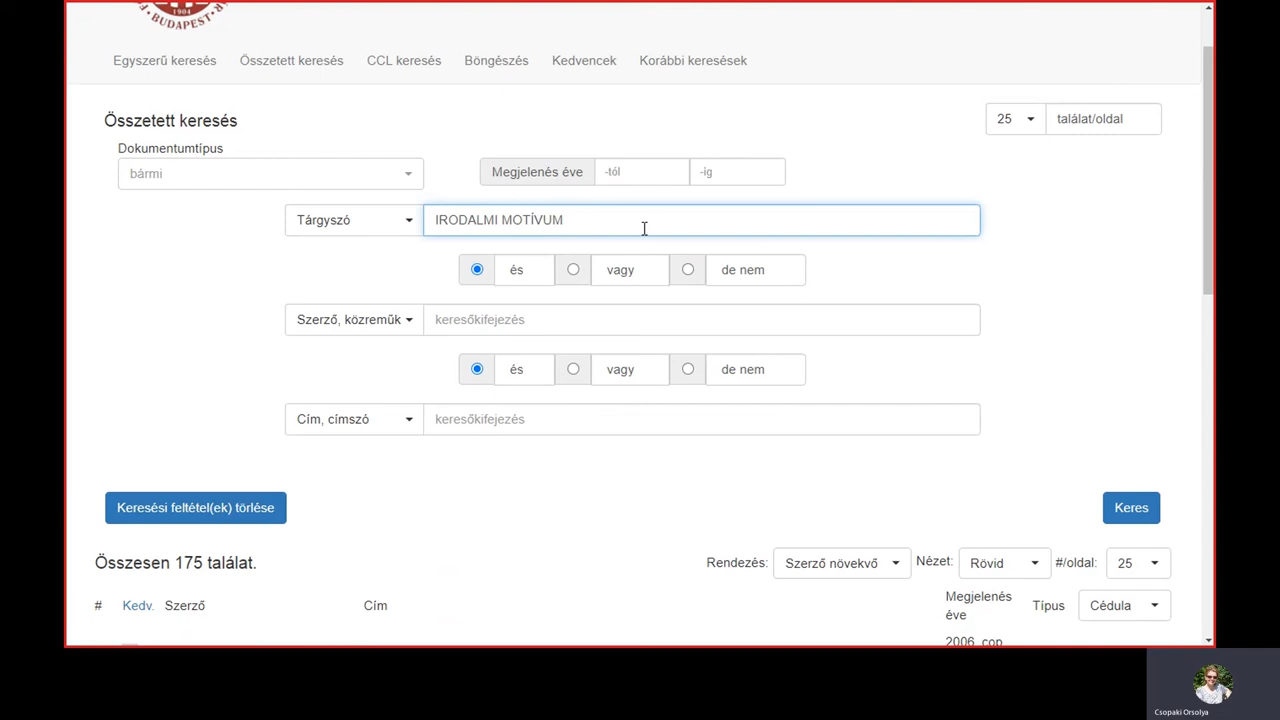 1904
BUDAPEST
Egyszerű keresés Összetett keresés CCL keresés Böngészés Kedvencek Korábbi keresések
Összetett keresés
25 találat/oldal
Dokumentumtípus
bármi
Megjelenés éve -tól -ig
Tárgyszó IRODALMI MOTÍVUM
és vagy de nem
Szerző, közreműk keresőkifejezés
és vagy de nem
Cím, címszó keresőkifejezés
Keresési feltétel(ek) törlése Keres
Összesen 175 találat. Rendezés: Szerző növekvő Nézet: Rövid #/oldal: 25
# Kedv. Szerző Cím Megjelenés éve Típus Cédula
2006, cop
Csopaki Orsolya